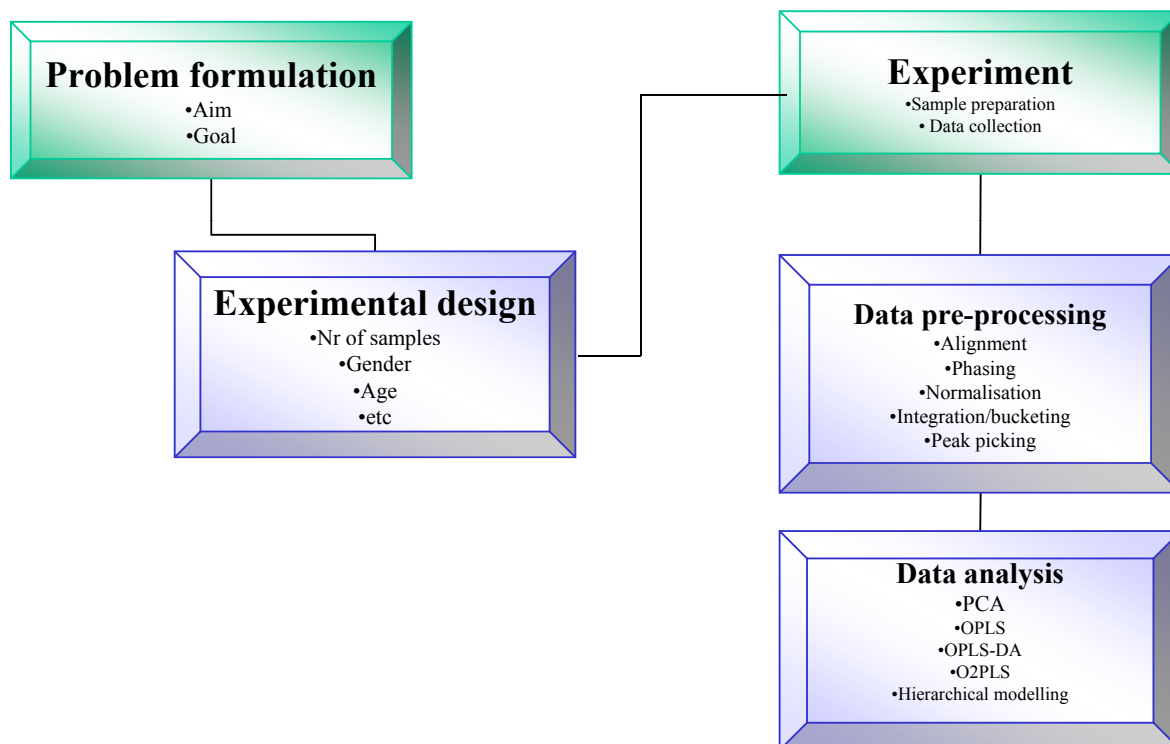 Problem formulation
•Aim
•Goal
Experimental design
•Nr of samples
•Gender
•Age
•etc
Experiment
•Sample preparation
• Data collection
Data pre-processing
•Alignment
•Phasing
•Normalisation
•Integration/bucketing
•Peak picking
Data analysis
•PCA
•OPLS
•OPLS-DA
•O2PLS
•Hierarchical modelling